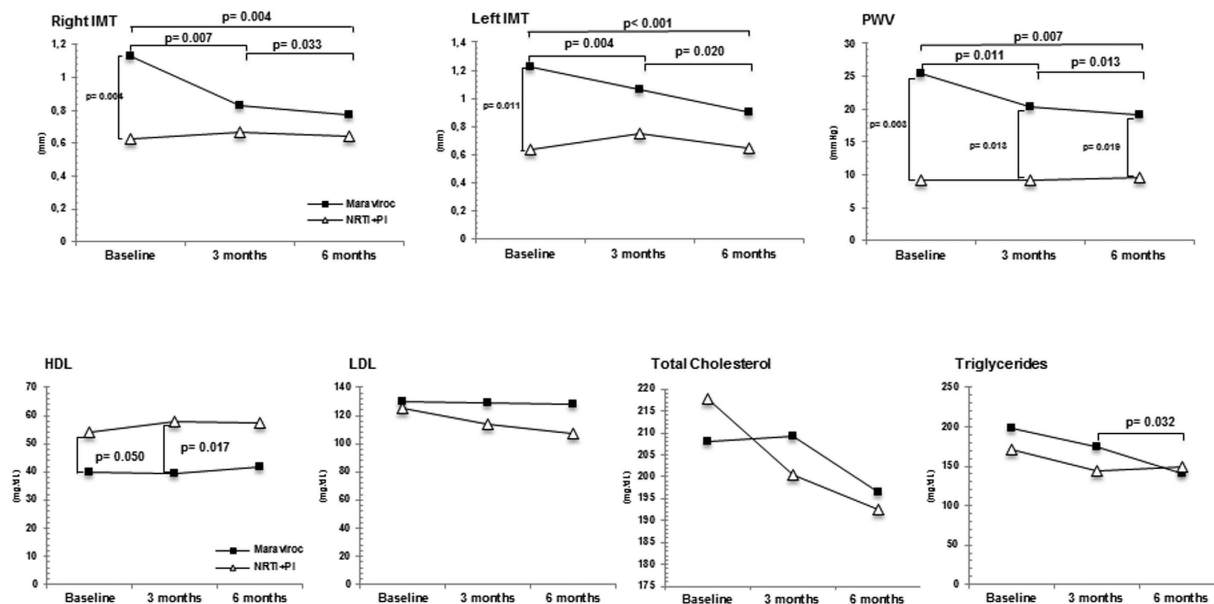 Right IMT
p= 0.004
p= 0.007
p= 0.033
1,2
1
0,8
0,6
0,4
0,2
0
(mm)
p= 0.004
Maraviroc
NRTI+PI
Baseline
3 months
6 months
Left IMT
p< 0.001
p= 0.004
p= 0.020
1,4
1,2
1
0,8
0,6
0,4
0,2
0
(mm)
p= 0.011
Baseline
3 months
6 months
PWV
p= 0.007
p= 0.011
p= 0.013
30
25
20
15
10
5
0
(mmHg)
p= 0.003
p= 0.013
p= 0.019
Baseline
3 months
6 months
HDL
70
60
50
40
30
20
10
0
(mg/dL)
p= 0.050
p= 0.017
Maraviroc
NRTI+PI
Baseline
3 months
6 months
LDL
140
120
100
80
60
40
20
0
(mg/dL)
Baseline
3 months
6 months
Total Cholesterol
220
215
210
205
200
195
190
185
180
175
(mg/dL)
Baseline
3 months
6 months
Triglycerides
250
200
150
100
50
0
(mg/dL)
p= 0.032
Baseline
3 months
6 months